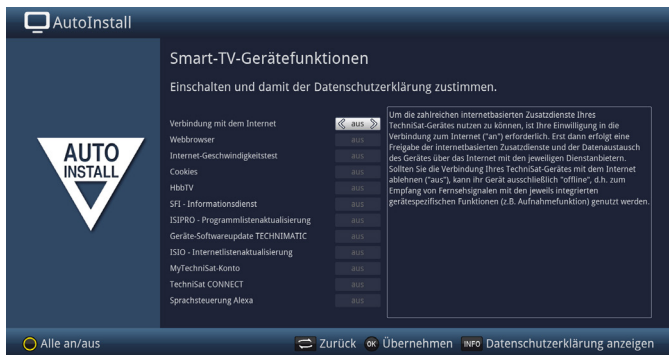 AutoInstall
Smart-TV-Gerätefunktionen
Einschalten und damit der Datenschutzerklärung zustimmen.
AUTO
INSTALL
Verbindung mit dem Internet aus
Webbrowser aus
Internet-Geschwindigkeitstest aus
Cookies aus
HbbTV aus
SFI - Informationsdienst aus
ISIPRO - Programmlistenaktualisierung aus
Geräte-Softwareupdate TECHNIMATIC aus
ISIO - Internetlistenaktualisierung aus
MyTechniSat-Konto aus
TechniSat CONNECT aus
Sprachsteuerung Alexa aus
Um die zahlreichen internetbasierten Zusatzdienste Ihres
TechniSat-Gerätes nutzen zu können, ist Ihre Einwilligung in die
Verbindung zum Internet ("an") erforderlich. Erst dann erfolgt eine
Freigabe der internetbasierten Zusatzdienste und der Datenaustausch
des Gerätes über das Internet mit den jeweiligen Dienstanbietern.
Sollten Sie die Verbindung Ihres TechniSat-Gerätes mit dem Internet
ablehnen ("aus"), kann ihr Gerät ausschließlich "offline", d.h. zum
Empfang von Fernsehsignalen mit den jeweils integrierten
gerätespezifischen Funktionen (z.B. Aufnahmefunktion) genutzt werden.
Alle an/aus
Zurück OK Übernehmen INFO Datenschutzerklärung anzeigen